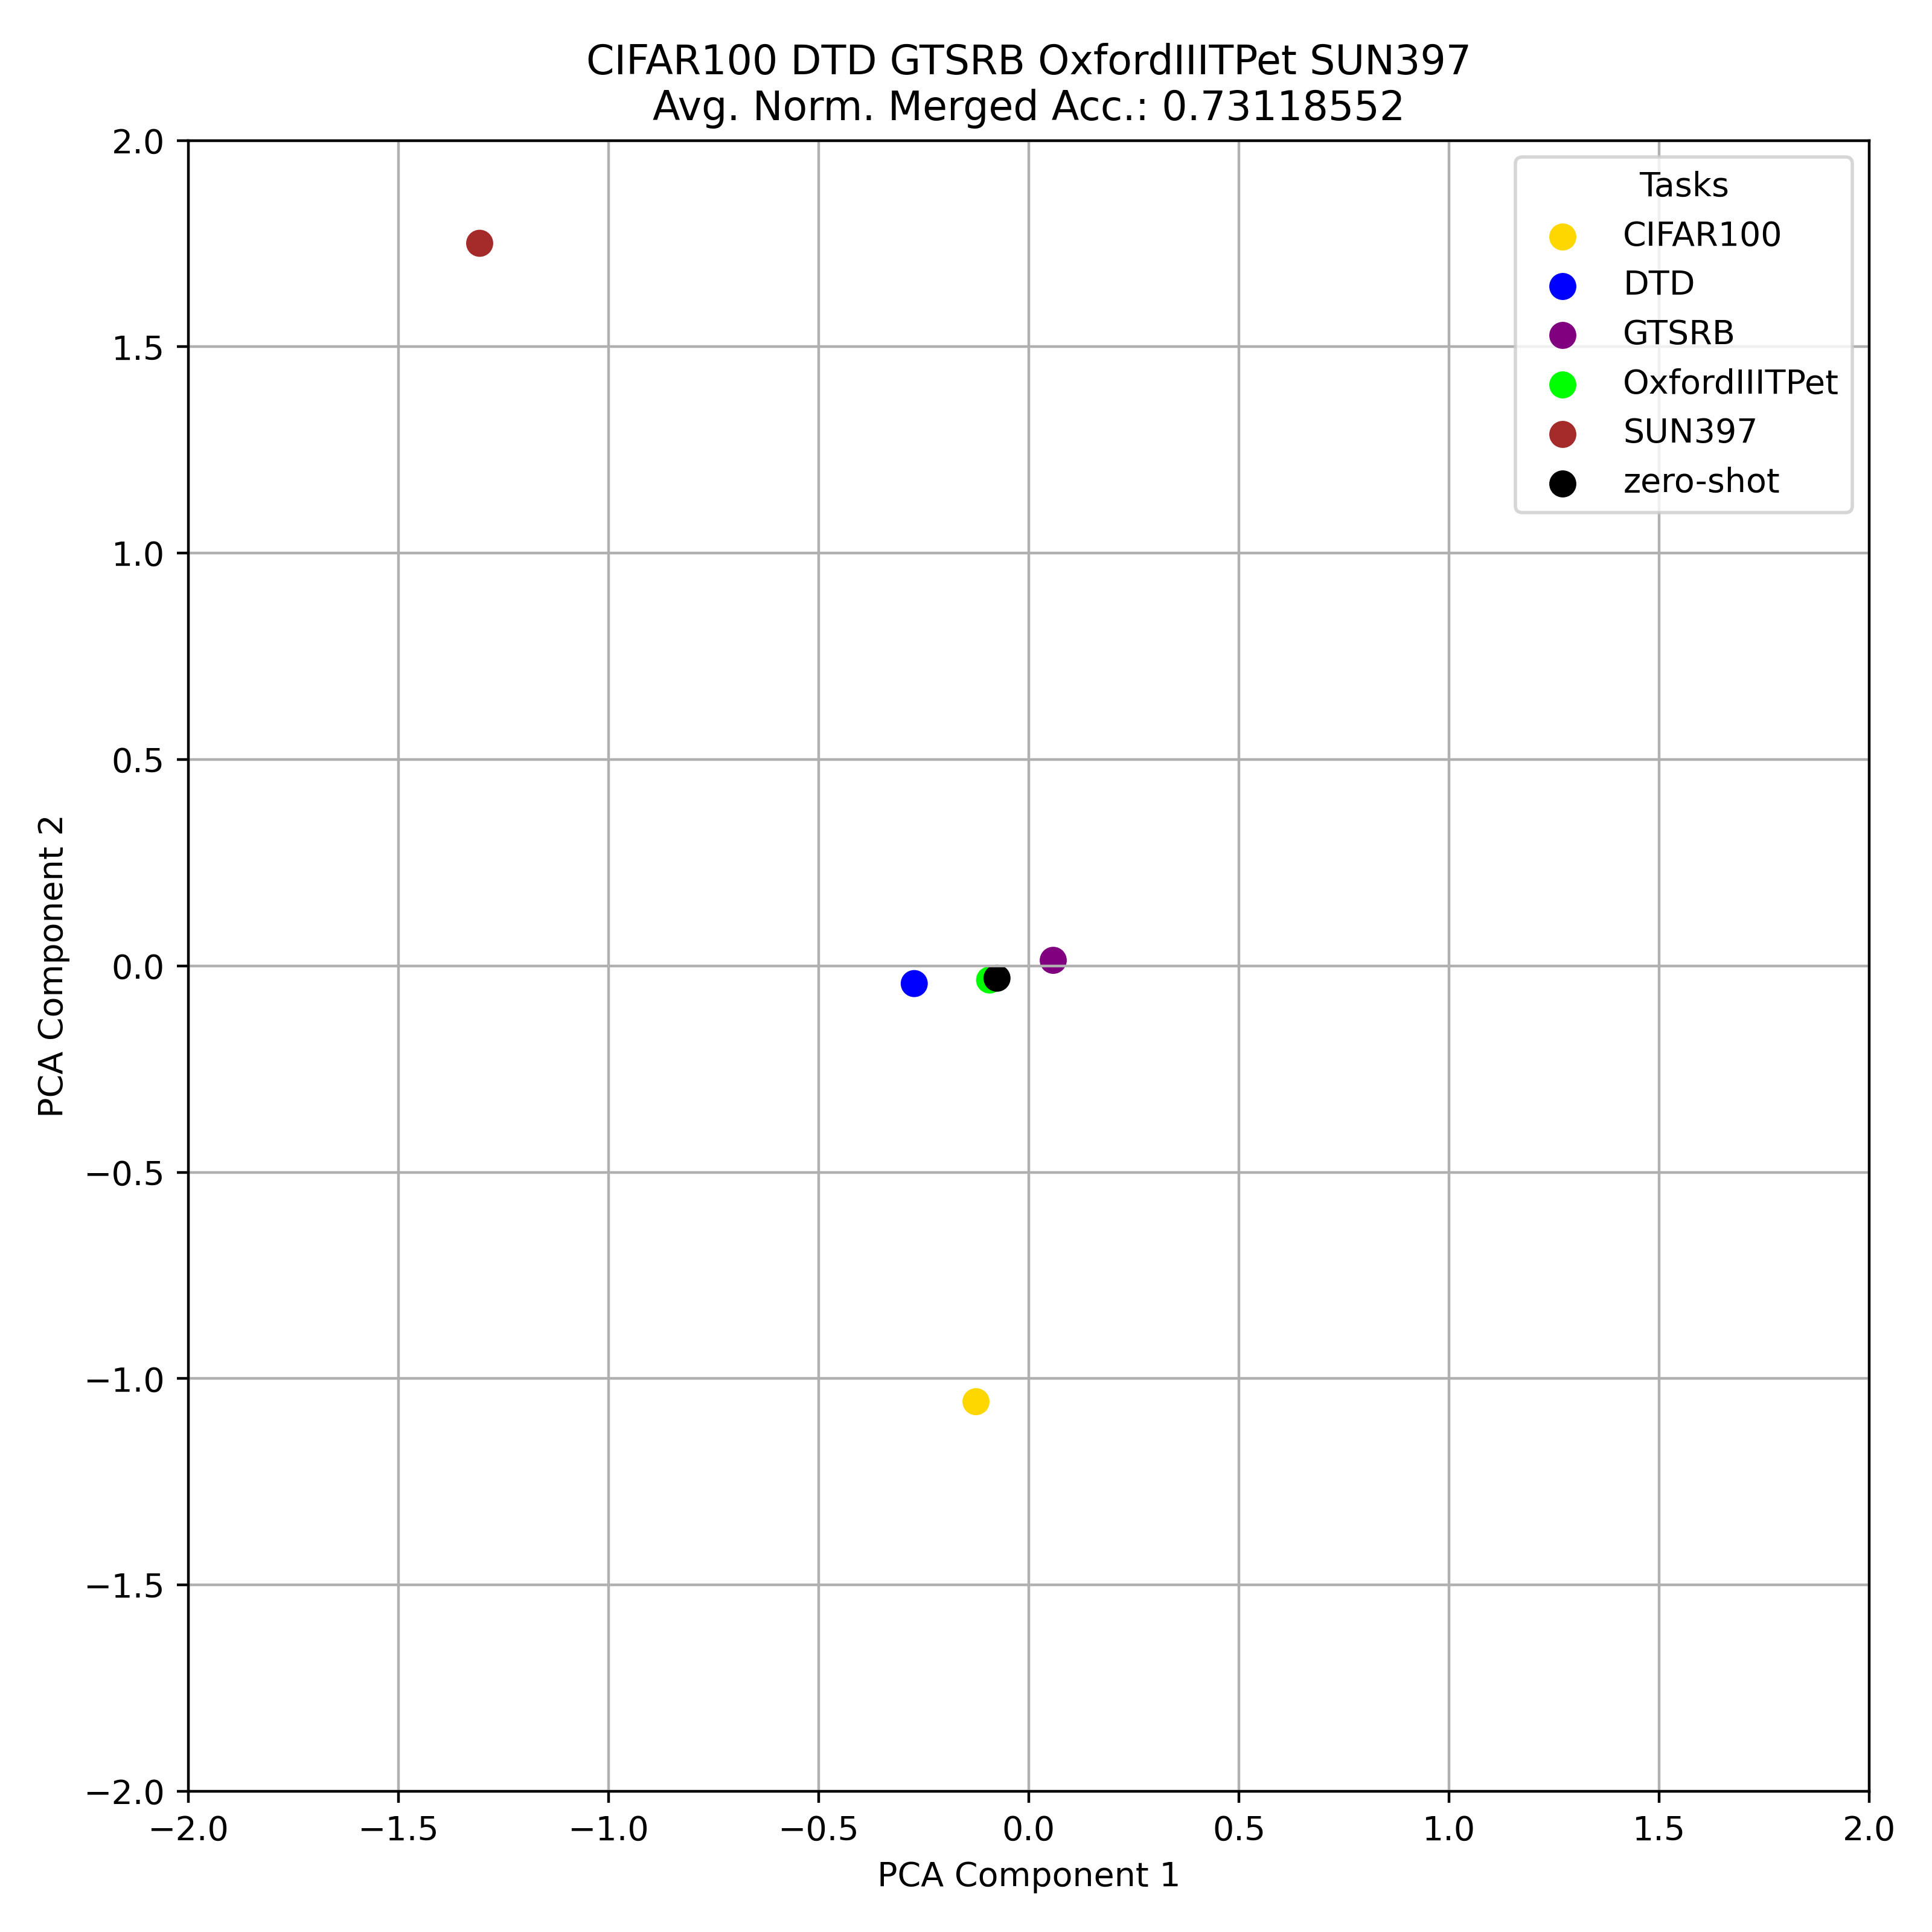 CIFAR100 DTD GTSRB OxfordIIITPet SUN397
Avg. Norm. Merged Acc.: 0.73118552
Tasks
CIFAR100
DTD
GTSRB
OxfordIIITPet
SUN397
zero-shot
2.0
1.5
1.0
0.5
0.0
−0.5
−1.0
−1.5
−2.0
PCA Component 2
−2.0 −1.5 −1.0 −0.5 0.0 0.5 1.0 1.5 2.0
PCA Component 1